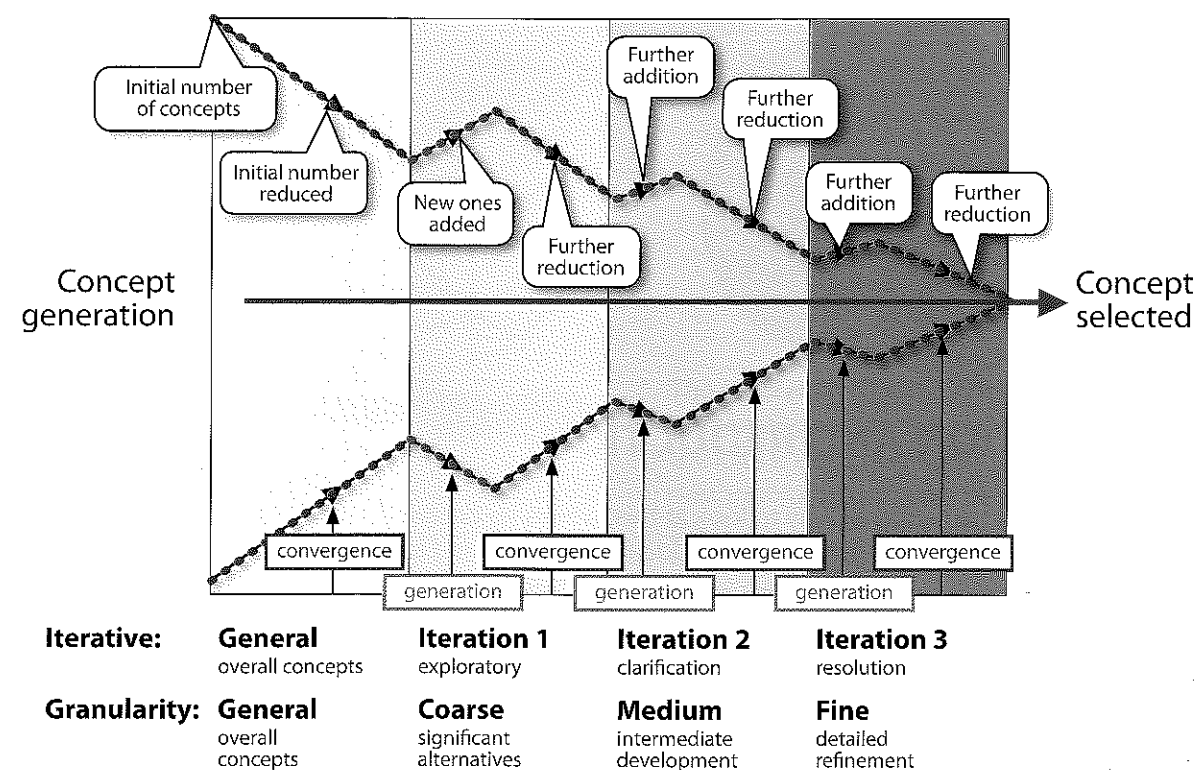 Initial number
of concepts
Initial number
reduced
New ones
added
Further
reduction
Further
addition
Further
reduction
Further
addition
Further
reduction
Concept
generation
Concept
selected
convergence
convergence
convergence
convergence
generation
generation
generation
Iterative: General Iteration 1 Iteration 2 Iteration 3
overall concepts exploratory clarification resolution
Granularity: General Coarse Medium Fine
overall significant intermediate detailed
concepts alternatives development refinement